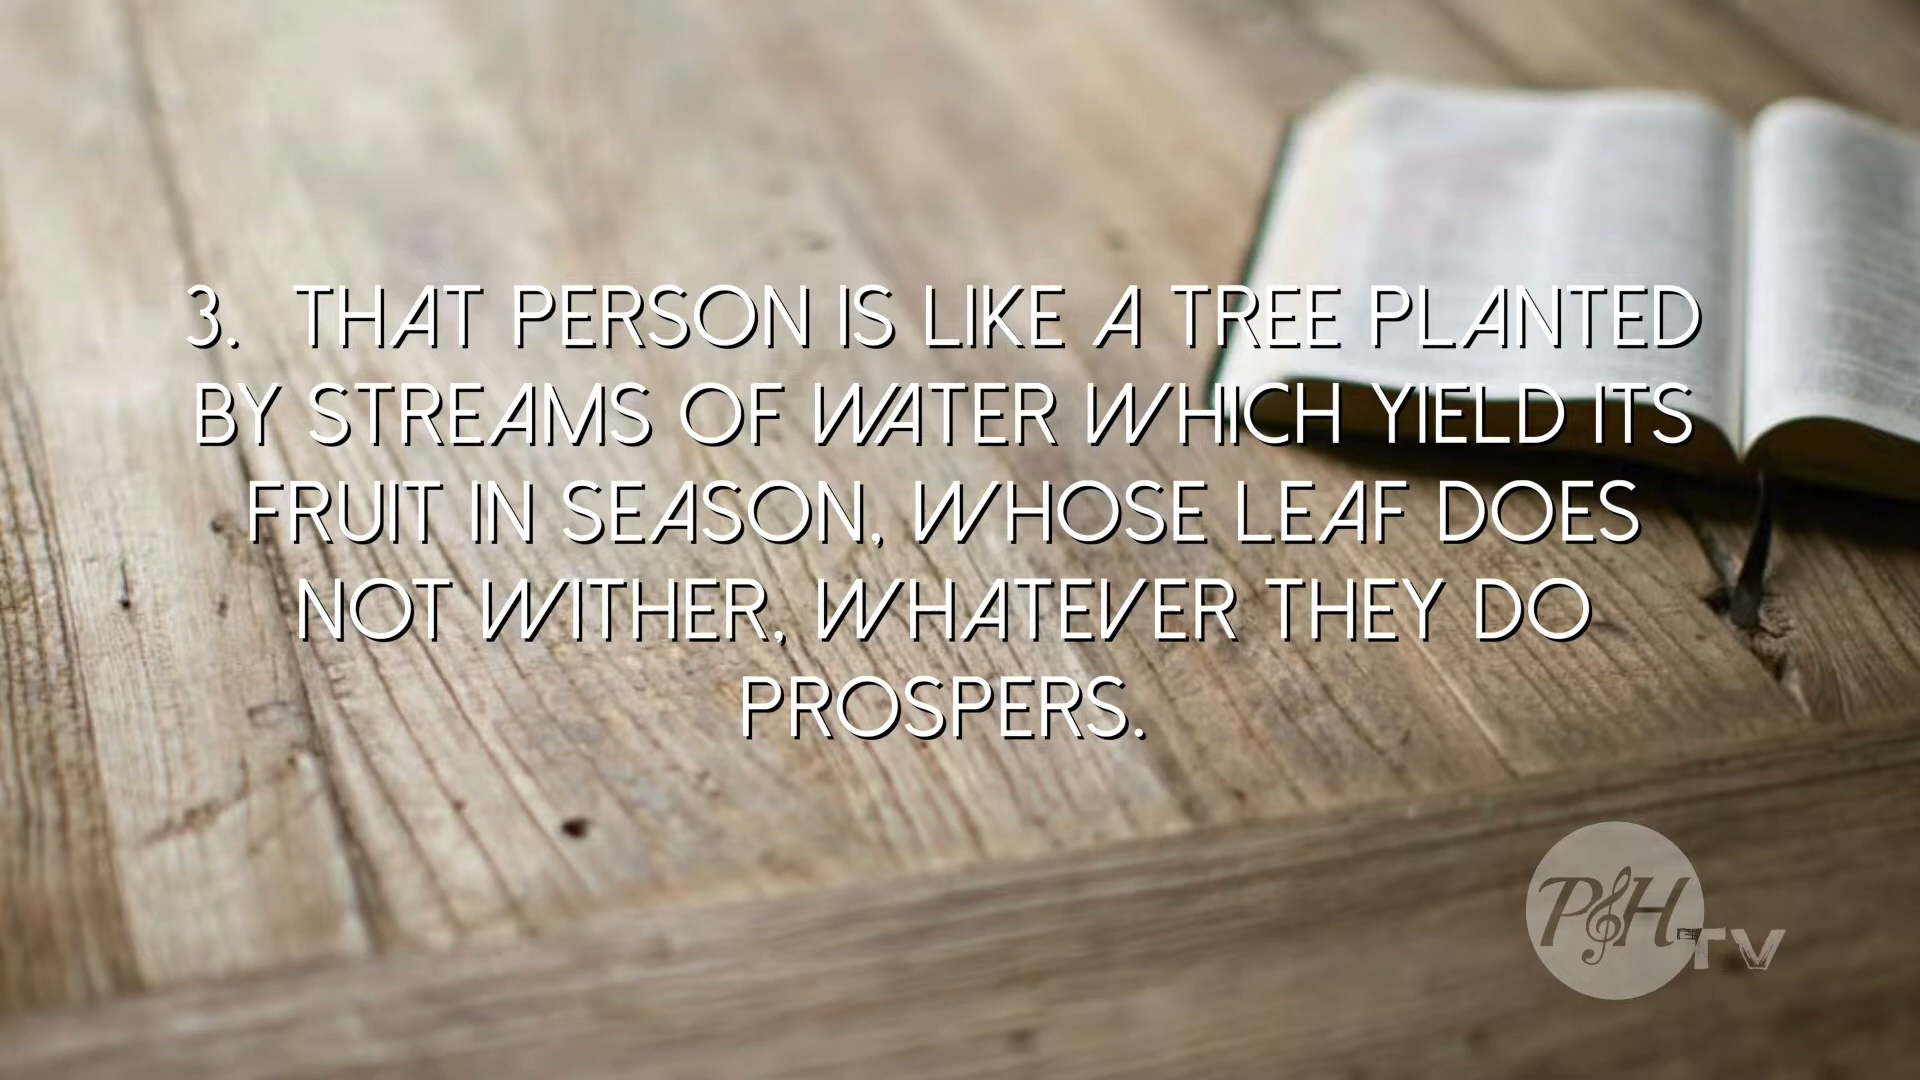 3. THAT PERSON IS LIKE A TREE PLANTED
BY STREAMS OF WATER WHICH YIELD ITS
FRUIT IN SEASON, WHOSE LEAF DOES
NOT WITHER, WHATEVER THEY DO
PROSPERS.
P&H
TV